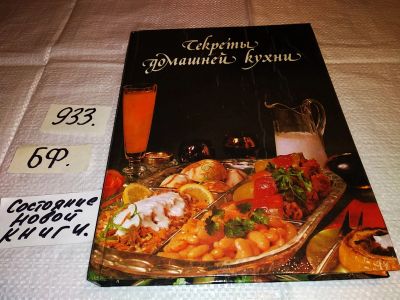 Секреты
домашней кухни
933.
БФ.
Состояние
новой
книги.